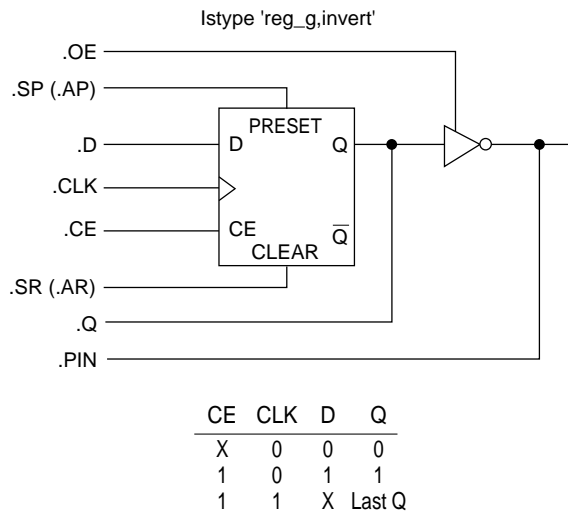 Istype 'reg_g,invert'
.OE
.SP (.AP)
PRESET
.D
D
Q
.CLK
.CE
CE
Q̅
CLEAR
.SR (.AR)
.Q
.PIN
CE CLK D Q
X 0 0 0
1 0 1 1
1 1 X Last Q